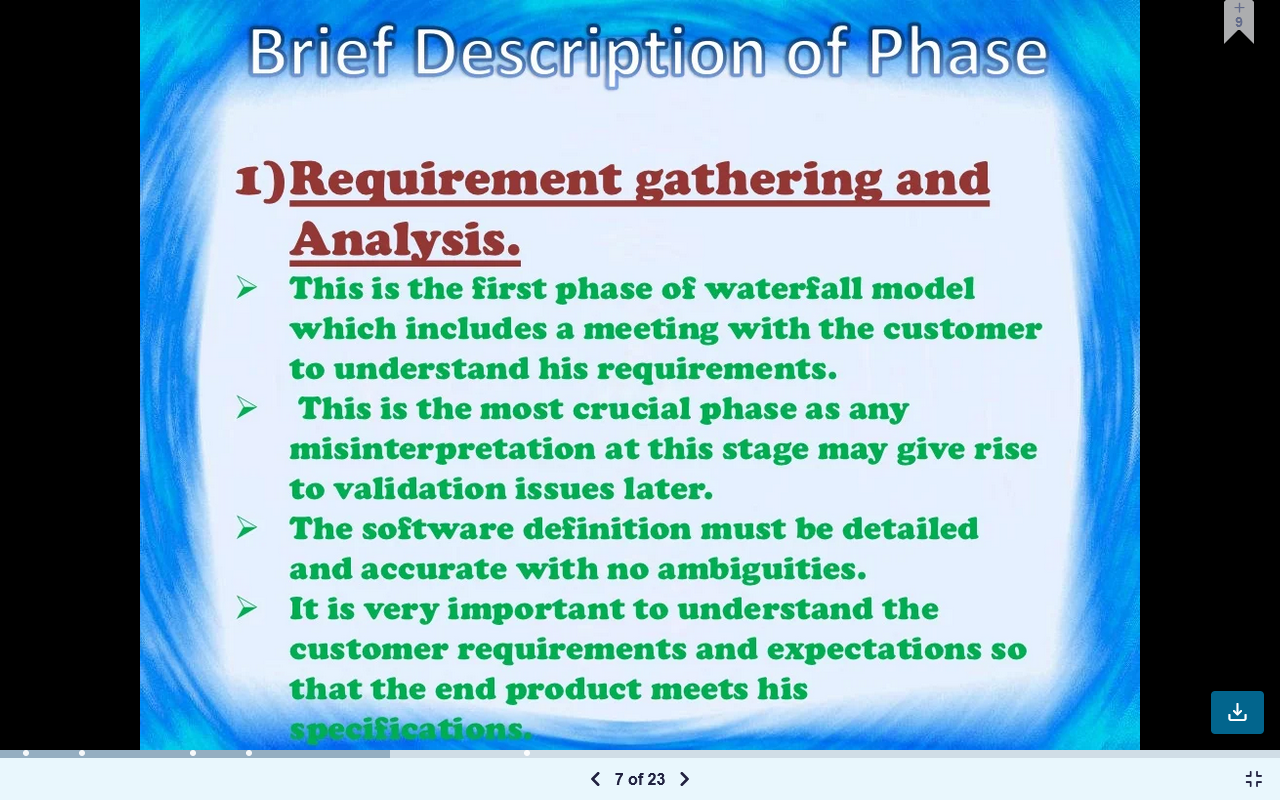 Brief Description of Phase
+
9
1)Requirement gathering and
Analysis.
This is the first phase of waterfall model
which includes a meeting with the customer
to understand his requirements.
This is the most crucial phase as any
misinterpretation at this stage may give rise
to validation issues later.
The software definition must be detailed
and accurate with no ambiguities.
It is very important to understand the
customer requirements and expectations so
that the end product meets his
specifications.
7 of 23